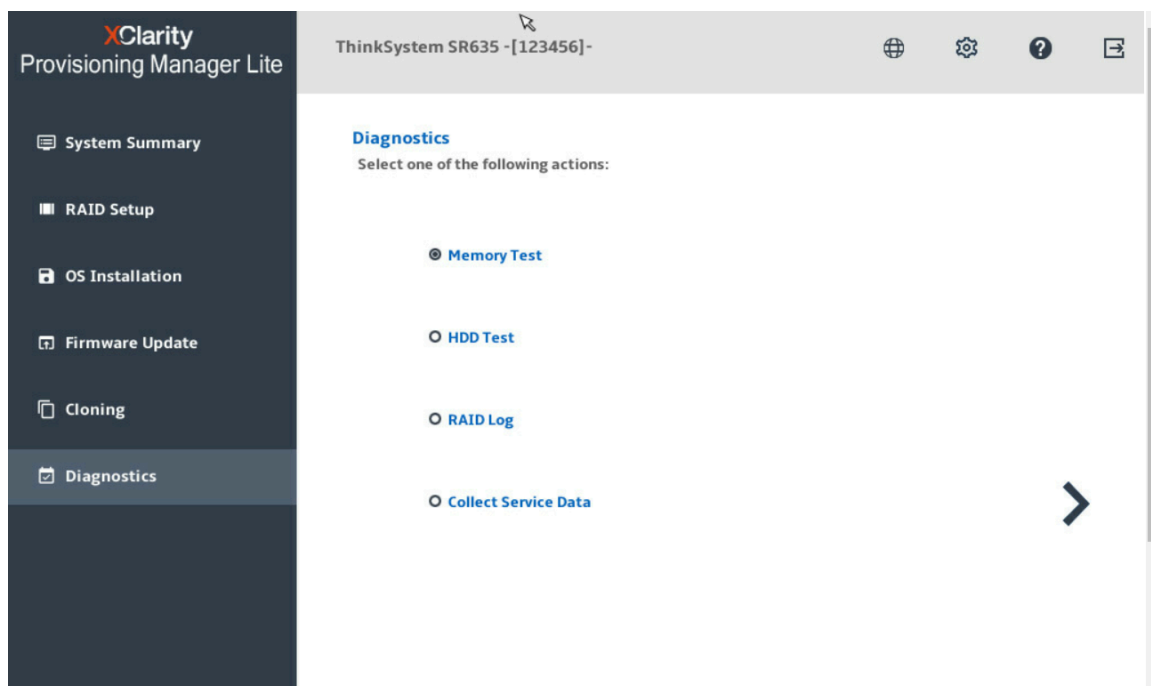 XClarity
Provisioning Manager Lite
ThinkSystem SR635 -[123456]-
System Summary
RAID Setup
OS Installation
Firmware Update
Cloning
Diagnostics
Diagnostics
Select one of the following actions:
Memory Test
HDD Test
RAID Log
Collect Service Data